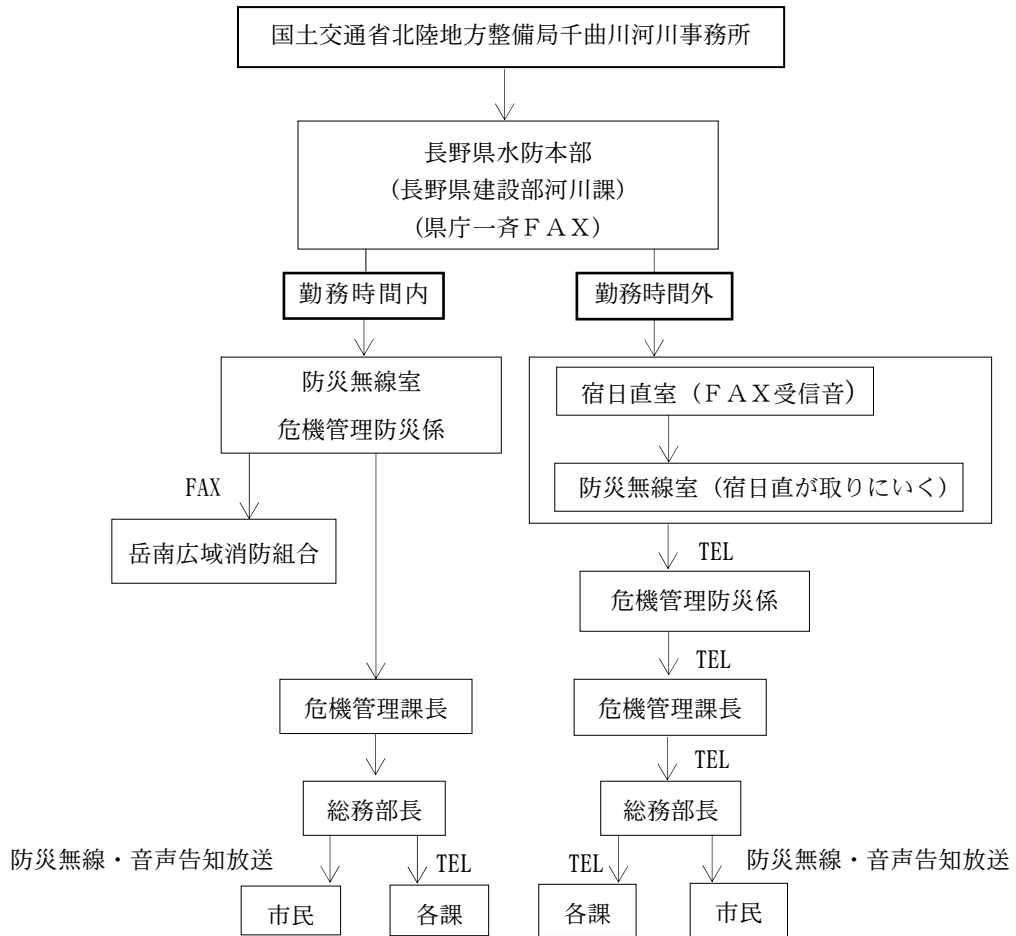 国土交通省北陸地方整備局千曲川河川事務所
長野県水防本部
(長野県建設部河川課)
(県庁一斉ＦＡＸ)
勤務時間内
勤務時間外
防災無線室
危機管理防災係
宿日直室（ＦＡＸ受信音)
防災無線室（宿日直が取りにいく）
FAX
岳南広域消防組合
TEL
危機管理防災係
TEL
危機管理課長
危機管理課長
TEL
総務部長
総務部長
防災無線・音声告知放送
TEL
TEL
防災無線・音声告知放送
市民
各課
各課
市民